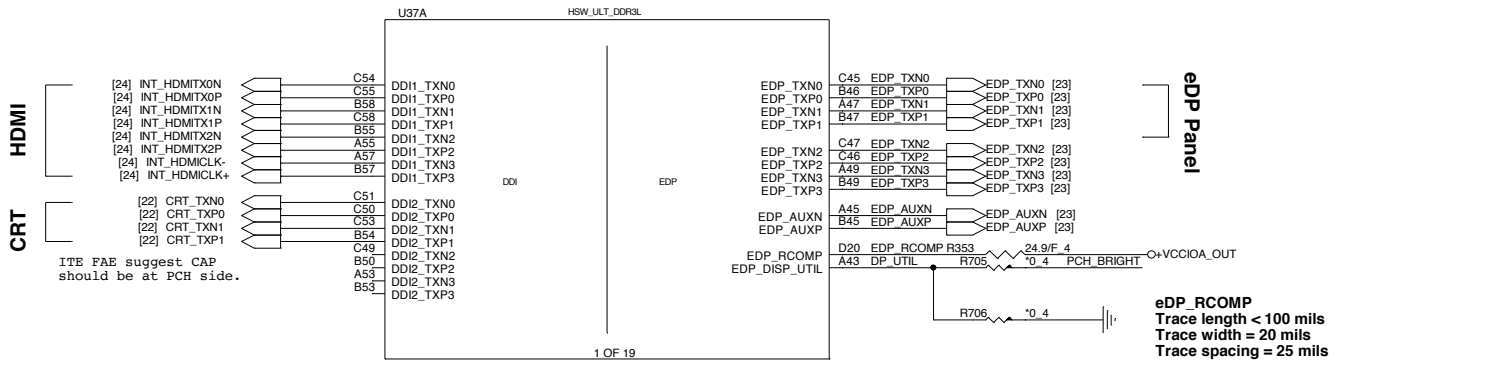 U37A
HSW_ULT_DDR3L
HDMI
[24] INT_HDMITX0N C54 DDI1_TXN0
[24] INT_HDMITX0P C55 DDI1_TXP0
[24] INT_HDMITX1N B58 DDI1_TXN1
[24] INT_HDMITX1P C58 DDI1_TXP1
[24] INT_HDMITX2N B55 DDI1_TXN2
[24] INT_HDMITX2P A55 DDI1_TXP2
[24] INT_HDMICLK- A57 DDI1_TXN3
[24] INT_HDMICLK+ B57 DDI1_TXP3
CRT
[22] CRT_TXN0 C51 DDI2_TXN0
[22] CRT_TXP0 C50 DDI2_TXP0
[22] CRT_TXN1 C53 DDI2_TXN1
[22] CRT_TXP1 B54 DDI2_TXP1
C49 DDI2_TXN2
B50 DDI2_TXP2
A53 DDI2_TXN3
B53 DDI2_TXP3
ITE FAE suggest CAP
should be at PCH side.
DDI
EDP
EDP_TXN0 C45 EDP_TXN0 EDP_TXN0 [23]
EDP_TXP0 B46 EDP_TXP0 EDP_TXP0 [23]
EDP_TXN1 A47 EDP_TXN1 EDP_TXN1 [23]
EDP_TXP1 B47 EDP_TXP1 EDP_TXP1 [23]
EDP_TXN2 C47 EDP_TXN2 EDP_TXN2 [23]
EDP_TXP2 C46 EDP_TXP2 EDP_TXP2 [23]
EDP_TXN3 A49 EDP_TXN3 EDP_TXN3 [23]
EDP_TXP3 B49 EDP_TXP3 EDP_TXP3 [23]
EDP_AUXN A45 EDP_AUXN EDP_AUXN [23]
EDP_AUXP B45 EDP_AUXP EDP_AUXP [23]
EDP_RCOMP D20 EDP_RCOMP R353 24.9/F_4 +VCCIOA_OUT
EDP_DISP_UTIL A43 DP_UTIL R705 *0_4 PCH_BRIGHT
R706 *0_4
eDP Panel
eDP_RCOMP
Trace length < 100 mils
Trace width = 20 mils
Trace spacing = 25 mils
1 OF 19